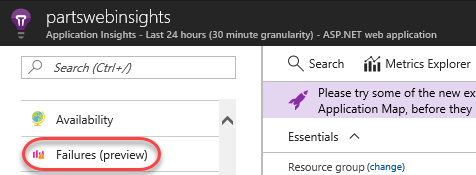 partswebinsights
Application Insights - Last 24 hours (30 minute granularity) - ASP.NET web application
Search (Ctrl+/)
Availability
Failures (preview)
Search
Metrics Explorer
Please try some of the new ex
Application Map, before they
Essentials
Resource group (change)